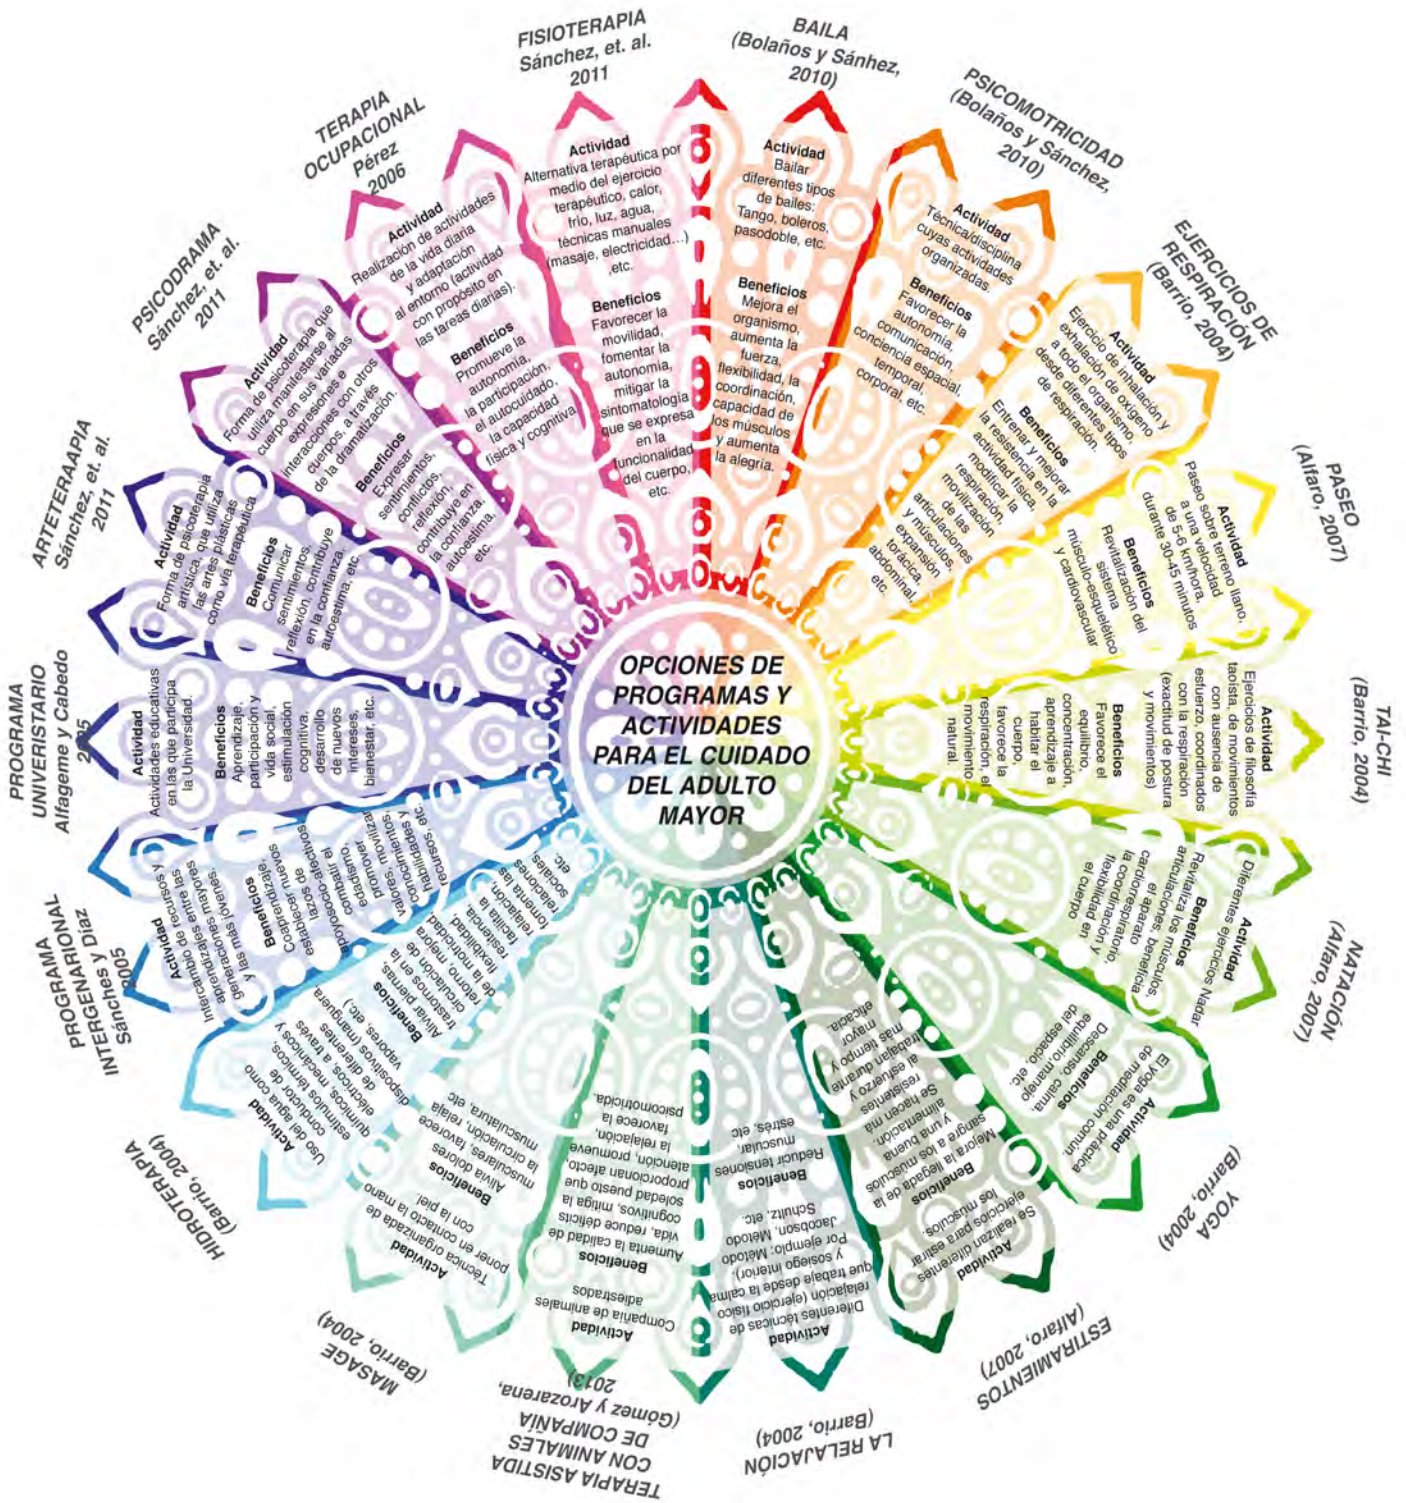 OPCIONES DE
PROGRAMAS Y
ACTIVIDADES
PARA EL CUIDADO
DEL ADULTO
MAYOR
BAILA
(Bolaños y Sánhez,
2010)
Actividad
Bailar
diferentes tipos
de bailes:
Tango, boleros,
pasodoble, etc.
Beneficios
Mejora el
organismo,
aumenta la
fuerza,
flexibilidad, la
coordinación,
capacidad de
los músculos
y aumenta
la alegría.
PSICOMOTRICIDAD
(Bolaños y Sánchez,
2010)
Actividad
Técnica/disciplina
cuyas actividades
organizadas.
Beneficios
Favorecer la
autonomía,
comunicación,
conciencia espacial,
temporal,
corporal, etc.
EJERCICIOS DE
RESPIRACIÓN
(Barrio, 2004)
Actividad
Ejercicio de inhalación y
exhalación de oxigeno
a todo el organismo,
desde diferentes tipos
de respiración.
Beneficios
Entrenar y mejorar
la resistencia en la
actividad física,
modificar la
respiración,
movilización
de las
articulaciones
y músculos,
expansión
torácica,
abdominal,
etc.
PASEO
(Alfaro, 2007)
Actividad
Paseo sobre terreno llano,
a una velocidad
de 5-6 km/hora,
durante 30-45 minutos
Beneficios
Revitalización del
sistema
músculo-esquelético
y cardiovascular
TAI-CHI
(Barrio, 2004)
Actividad
Ejercicios de filosofía
taoísta, de movimientos
con ausencia de
esfuerzo, coordinados
con la respiración
(exactitud de postura
y movimientos)
Beneficios
Favorece el
equilibrno,
concentración,
aprendizaje a
habitar el
cuerpo,
favorece la
respiración, el
movimiento
natural.
NATACIÓN
(Alfaro, 2007)
Actividad
Diferentes ejercicios Nadar
Beneficios
Revitaliza los músculos,
articulaciones, beneficia
el aparato
cardiorrespiratorio
la coordinación y
flexibilidad en
el cuerpo
YOGA
(Barrio, 2004)
Actividad
El yoga es una práctica
de meditación común
Beneficios
Descanso, calma,
equilibrio, manejo
del espacio, etc.
ESTIRAMIENTOS
(Alfaro, 2007)
Actividad
Se realizan diferentes
ejercicios para estirar
los músculos.
Beneficios
Mejora la llegada de la
sangre a los músculos
y una buena
alimentación.
Se hacen má
resistentes
al esfuerzo y
trabajan durante
más tiempo y
mayor
eficacia.
LA RELAJACIÓN
(Barrio, 2004)
Actividad
Diferentes técnicas de
relajación (ejercicio físico
que trabaje desde la calma
y sosiego interior).
Por ejemplo: Método
Jacobson, Método
Schultz, etc.
Beneficios
Reducir tensiones
muscular,
estrés, etc
TERAPIA ASISTIDA
CON ANIMALES
DE COMPAÑÍA
(Gómez y Arozarena,
2013)
Actividad
Compañía de animales
adiestrados
Beneficios
Aumenta la calidad de
vida, reduce déficits
cognitivos, mitiga la
soledad puesto que
proporcionan afecto,
atención, promueve
la relajación,
favorece la
psicomotricida.
MASAGE
(Barrio, 2004)
Actividad
Técnica organizada de
poner en contacto la mano
con la piel.
Beneficios
Alivia dolores
musculares, favorece
la circulación, relaja
musculatura, etc
HIDROTERAPIA
(Barrio, 2004)
Actividad
Uso del agua como
conductor de
estímulos térmicos,
químicos, mecánicos y
eléctricos, a través
de diferentes
dispositivos (manguera,
vapores, etc.)
Beneficios
Aliviar piernas,
trastornos en la
circulación de
retorno, mejora
de la motricidad,
flexibilidad,
facilita la
resiliencia
relajación,
fomenta las
relaciones
sociales,
etc.
PROGRAMA
INTERGENARIONAL
Sánches y Díaz
2005
Actividad
Intercambio de recursos y
aprendizajes entre las
generaciones mayores
y las más jóvenes.
Beneficios
Coaprendizaje,
establecen nuevos
lazos de
apoyosocio-afectivos
combatir el
edadismo,
promover
valores, moviliza
conocimientos
habilidades y
recursos, etc.
PROGRAMA
UNIVERISTARIO
Alfageme y Cabedo
2005
Actividad
Actividades educativas
en las que participa
la Universidad.
Beneficios
Aprendizaje,
participación y
vida social,
estimulación
cognitiva,
desarrollo
de nuevos
intereses,
bienestar, etc.
ARTETERAPIA
Sánchez, et. al.
2011
Actividad
Forma de psicoterapia
artística, que utiliza
las artes plásticas
como vía terapéutica
Beneficios
Comunicar
sentimientos,
reflexión, contribuye
en la confianza,
autoestima, etc.
PSICODRAMA
Sánchez, et. al.
2011
Actividad
Forma de psicoterapia que
utiliza manifestarse al
cuerpo en sus variadas
expresiones e
interacciones con otros
cuerpos, a través
de la dramatización.
Beneficios
Expresar
sentimientos,
conflictos,
reflexión,
contribuye en
la confianza,
autoestima,
etc.
TERAPIA
OCUPACIONAL
Pérez
2006
Actividad
Realización de actividades
de la vida diaria
y adaptación
al entorno (actividad
con propósito en
las tareas diarias).
Beneficios
Promueve la
autonomía,
la participación,
el autocuidado,
la capacidad
física y cognitiva
FISIOTERAPIA
Sánchez, et. al.
2011
Actividad
Alternativa terapéutica por
medio del ejercicio
terapéutico, calor,
frío, luz, agua,
técnicas manuales
(masaje, electricidad...)
,etc.
Beneficios
Favorecer la
movilidad,
fomentar la
autonomía,
mitigar la
sintomatología
que se expresa
en la
funcionalidad
del cuerpo,
etc.